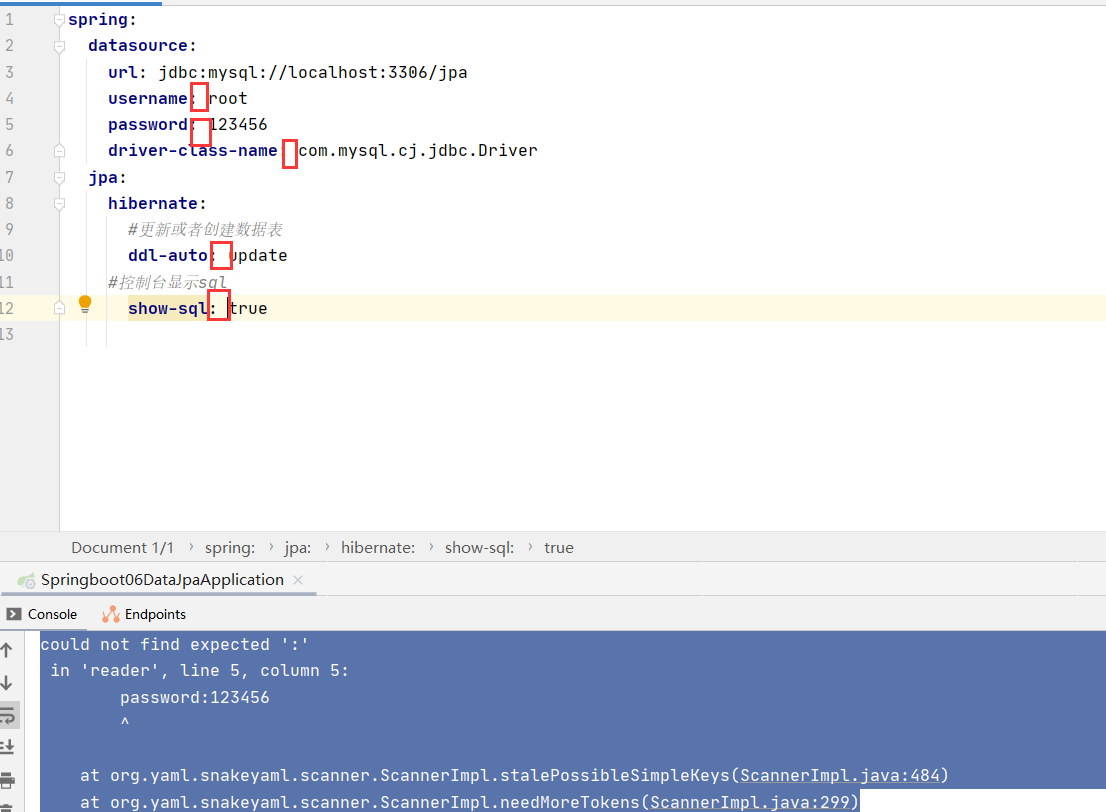 1 spring:
2 datasource:
3 url: jdbc:mysql://localhost:3306/jpa
4 username: root
5 password: 123456
6 driver-class-name: com.mysql.cj.jdbc.Driver
7 jpa:
8 hibernate:
9 #更新或者创建数据表
10 ddl-auto: update
11 #控制台显示sql
12 show-sql: true
13
Document 1/1 › spring: › jpa: › hibernate: › show-sql: › true
Springboot06DataJpaApplication ×
Console Endpoints
could not find expected ':'
in 'reader', line 5, column 5:
password:123456
^
at org.yaml.snakeyaml.scanner.ScannerImpl.stalePossibleSimpleKeys(ScannerImpl.java:484)
at org.yaml.snakeyaml.scanner.ScannerImpl.needMoreTokens(ScannerImpl.java:299)